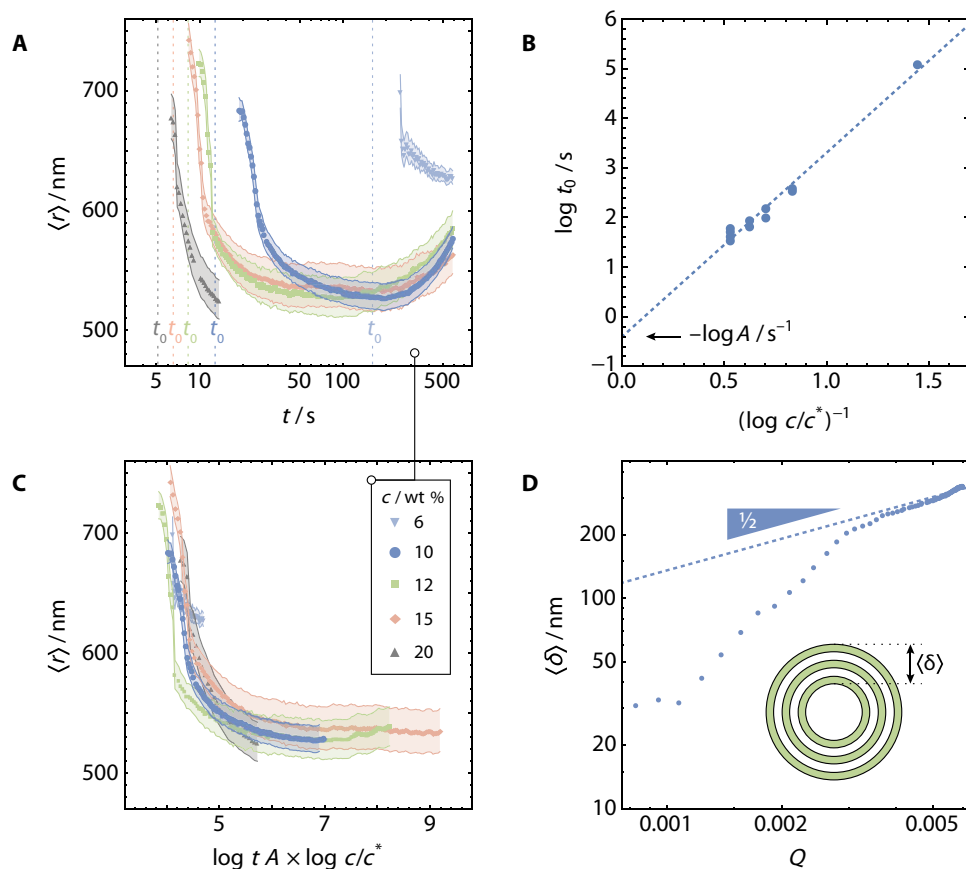 A
⟨r⟩ / nm
700
600
500
t₀ t₀ t₀ t₀ t₀
5 10 50 100 500
t / s
B
log t₀ / s
6
5
4
3
2
1
0
−1
−log A / s⁻¹
0.0 0.5 1.0 1.5
(log c/c*)⁻¹
C
⟨r⟩ / nm
700
600
500
c / wt %
6
10
12
15
20
5 7 9
log t A × log c/c*
D
⟨δ⟩ / nm
200
100
50
20
10
½
⟨δ⟩
0.001 0.002 0.005
Q